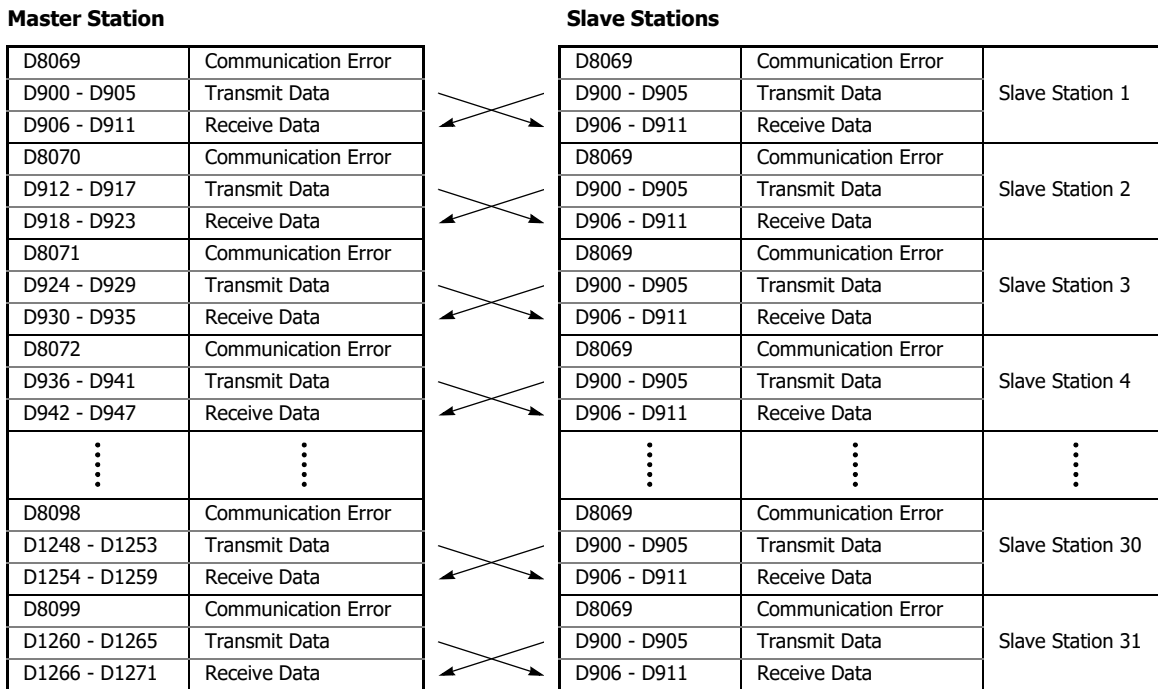 Master Station Slave Stations
D8069 Communication Error D8069 Communication Error
D900 - D905 Transmit Data D900 - D905 Transmit Data Slave Station 1
D906 - D911 Receive Data D906 - D911 Receive Data
D8070 Communication Error D8069 Communication Error
D912 - D917 Transmit Data D900 - D905 Transmit Data Slave Station 2
D918 - D923 Receive Data D906 - D911 Receive Data
D8071 Communication Error D8069 Communication Error
D924 - D929 Transmit Data D900 - D905 Transmit Data Slave Station 3
D930 - D935 Receive Data D906 - D911 Receive Data
D8072 Communication Error D8069 Communication Error
D936 - D941 Transmit Data D900 - D905 Transmit Data Slave Station 4
D942 - D947 Receive Data D906 - D911 Receive Data
D8098 Communication Error D8069 Communication Error
D1248 - D1253 Transmit Data D900 - D905 Transmit Data Slave Station 30
D1254 - D1259 Receive Data D906 - D911 Receive Data
D8099 Communication Error D8069 Communication Error
D1260 - D1265 Transmit Data D900 - D905 Transmit Data Slave Station 31
D1266 - D1271 Receive Data D906 - D911 Receive Data